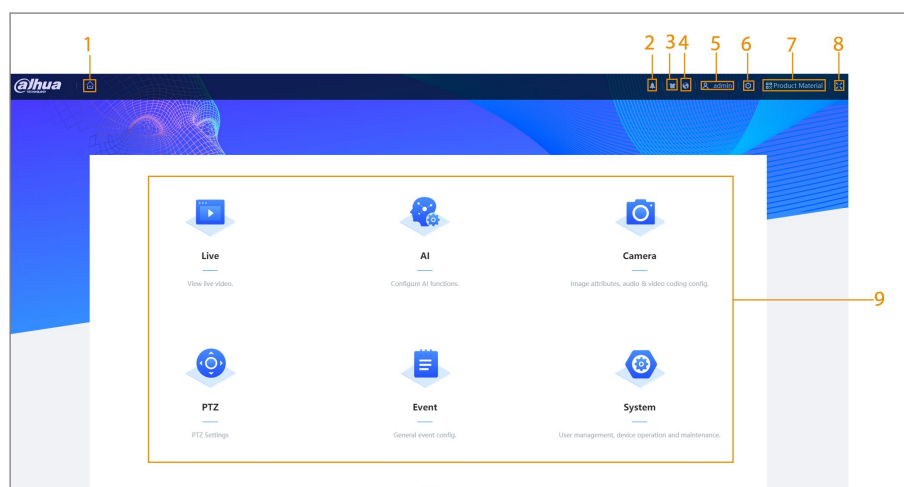 1 2 3 4 5 6 7 8
alhua
TECHNOLOGY
admin Product Material
Live AI Camera
View live video. Configure AI functions. Image attributes, audio & video coding config.
9
PTZ Event System
PTZ Settings General event config. User management, device operation and maintenance.